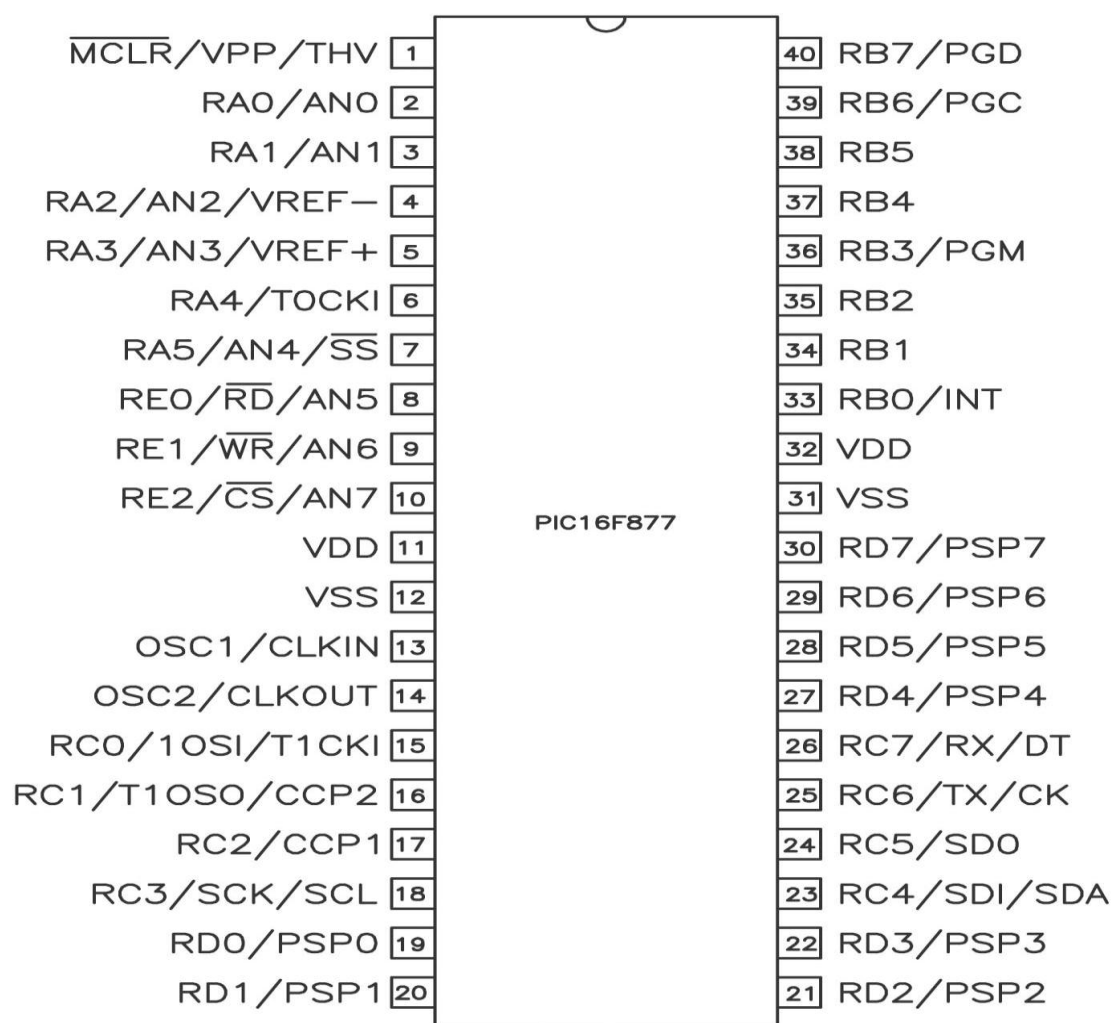 MCLR/VPP/THV 1
RA0/AN0 2
RA1/AN1 3
RA2/AN2/VREF− 4
RA3/AN3/VREF+ 5
RA4/T0CKI 6
RA5/AN4/SS 7
RE0/RD/AN5 8
RE1/WR/AN6 9
RE2/CS/AN7 10
VDD 11
VSS 12
OSC1/CLKIN 13
OSC2/CLKOUT 14
RC0/1OSI/T1CKI 15
RC1/T1OSO/CCP2 16
RC2/CCP1 17
RC3/SCK/SCL 18
RD0/PSP0 19
RD1/PSP1 20
PIC16F877
40 RB7/PGD
39 RB6/PGC
38 RB5
37 RB4
36 RB3/PGM
35 RB2
34 RB1
33 RB0/INT
32 VDD
31 VSS
30 RD7/PSP7
29 RD6/PSP6
28 RD5/PSP5
27 RD4/PSP4
26 RC7/RX/DT
25 RC6/TX/CK
24 RC5/SDO
23 RC4/SDI/SDA
22 RD3/PSP3
21 RD2/PSP2